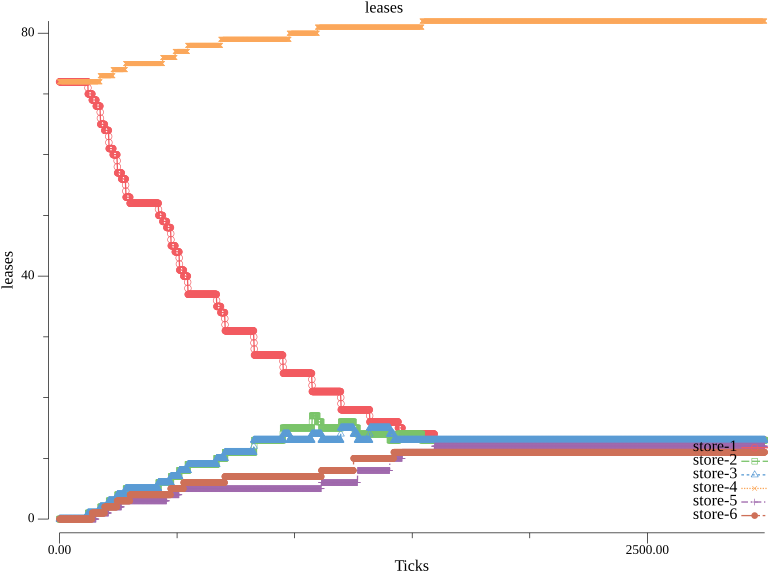 leases
80
40
0
leases
0.00
2500.00
Ticks
store-1
store-2
store-3
store-4
store-5
store-6